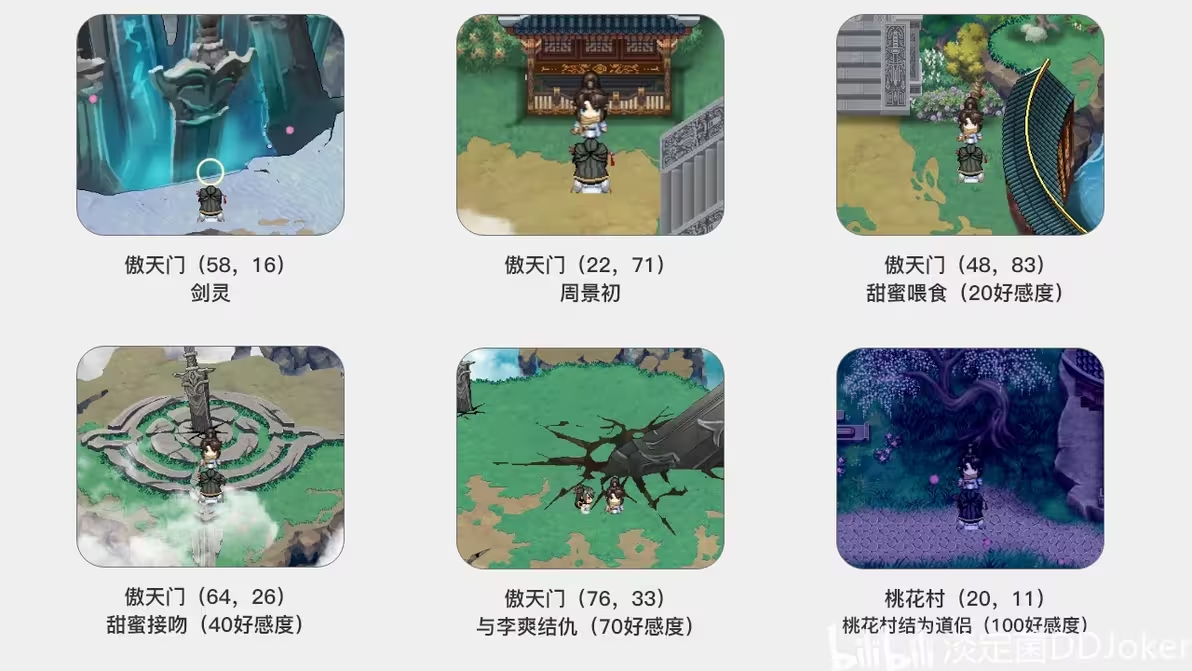 傲天门（58，16）
剑灵
傲天门（22，71）
周景初
傲天门（48，83）
甜蜜喂食（20好感度）
傲天门（64，26）
甜蜜接吻（40好感度）
傲天门（76，33）
与李爽结仇（70好感度）
桃花村（20，11）
桃花村结为道侣（100好感度）
bilibili 淡定菌DDJoker